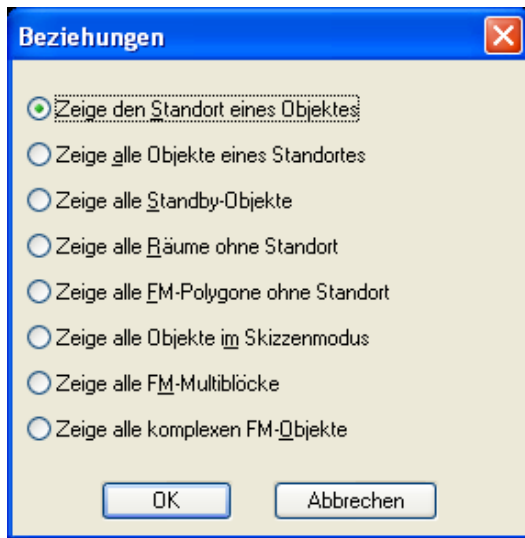 Beziehungen
Zeige den Standort eines Objektes
Zeige alle Objekte eines Standortes
Zeige alle Standby-Objekte
Zeige alle Räume ohne Standort
Zeige alle FM-Polygone ohne Standort
Zeige alle Objekte im Skizzenmodus
Zeige alle FM-Multiblöcke
Zeige alle komplexen FM-Objekte
OK Abbrechen